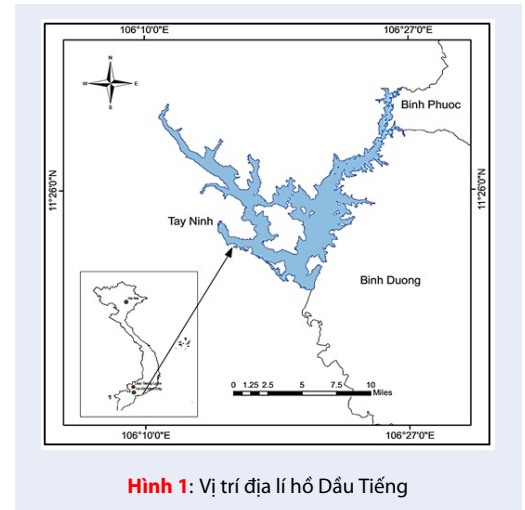 106°10'0"E 106°27'0"E
N
W E
S
Binh Phuoc
11°26'0"N 11°26'0"N
Tay Ninh
Binh Duong
0 1.25 2.5 5 7.5 10
Miles
106°10'0"E 106°27'0"E
Hình 1: Vị trí địa lí hồ Dầu Tiếng